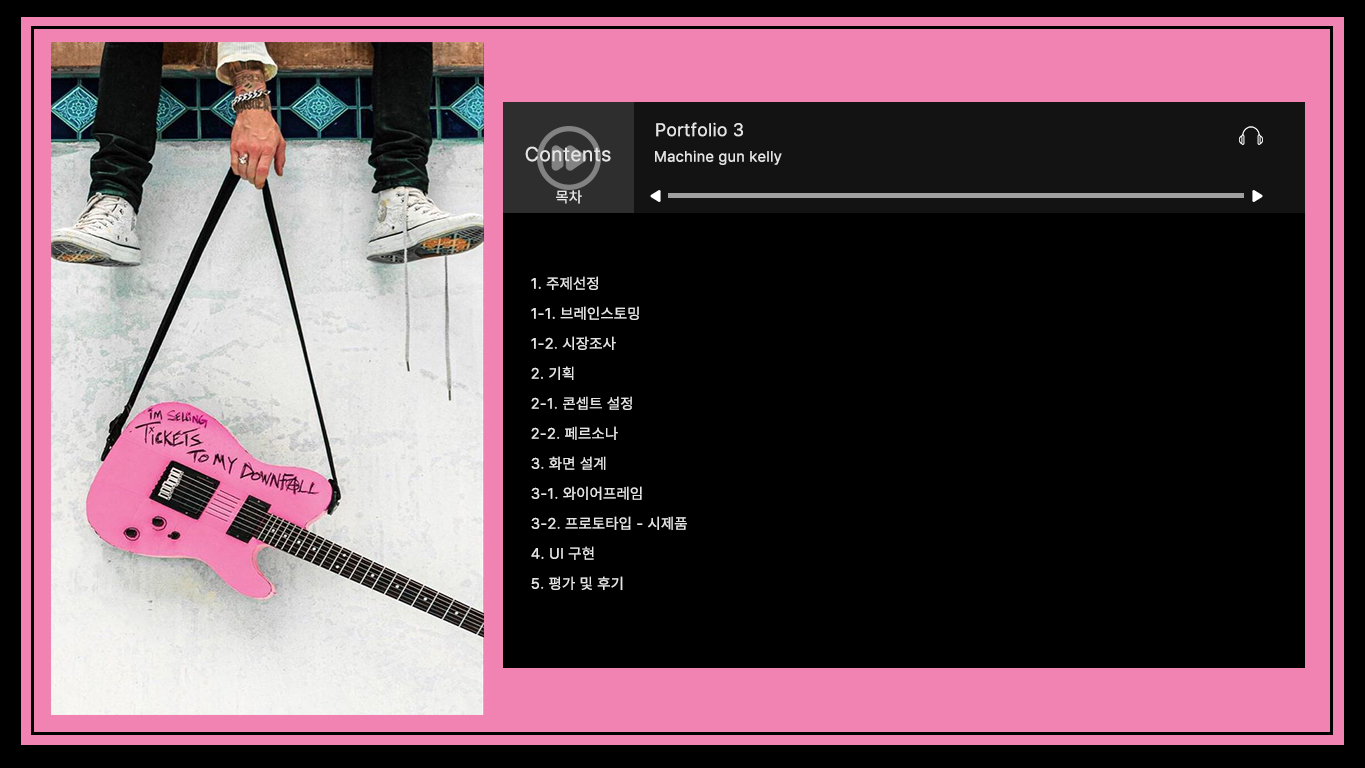 i'm SELLING
TiCKETS
TO MY DOWNFALL
Contents
목차
Portfolio 3
Machine gun kelly
1. 주제선정
1-1. 브레인스토밍
1-2. 시장조사
2. 기획
2-1. 콘셉트 설정
2-2. 페르소나
3. 화면 설계
3-1. 와이어프레임
3-2. 프로토타입 - 시제품
4. UI 구현
5. 평가 및 후기